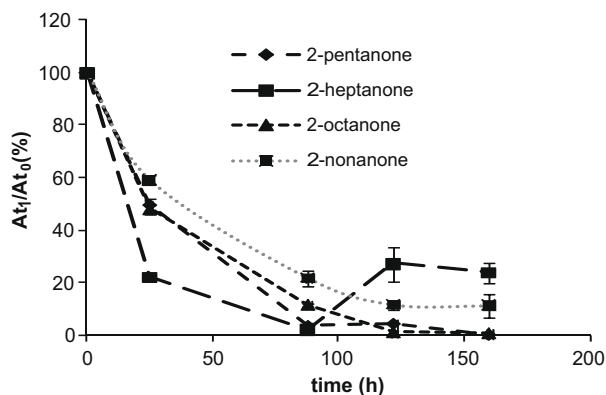 120
100
80
60
40
20
0
At1/At0(%)
2-pentanone
2-heptanone
2-octanone
2-nonanone
0 50 100 150 200
time (h)